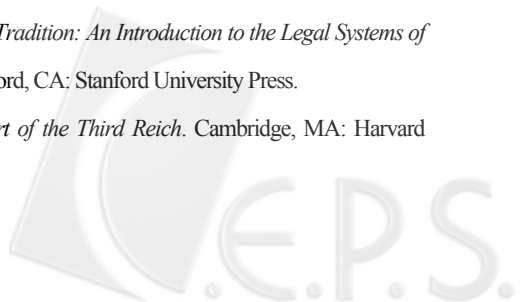 Tradition: An Introduction to the Legal Systems of
ord, CA: Stanford University Press.
rt of the Third Reich. Cambridge, MA: Harvard
C.E.P.S.